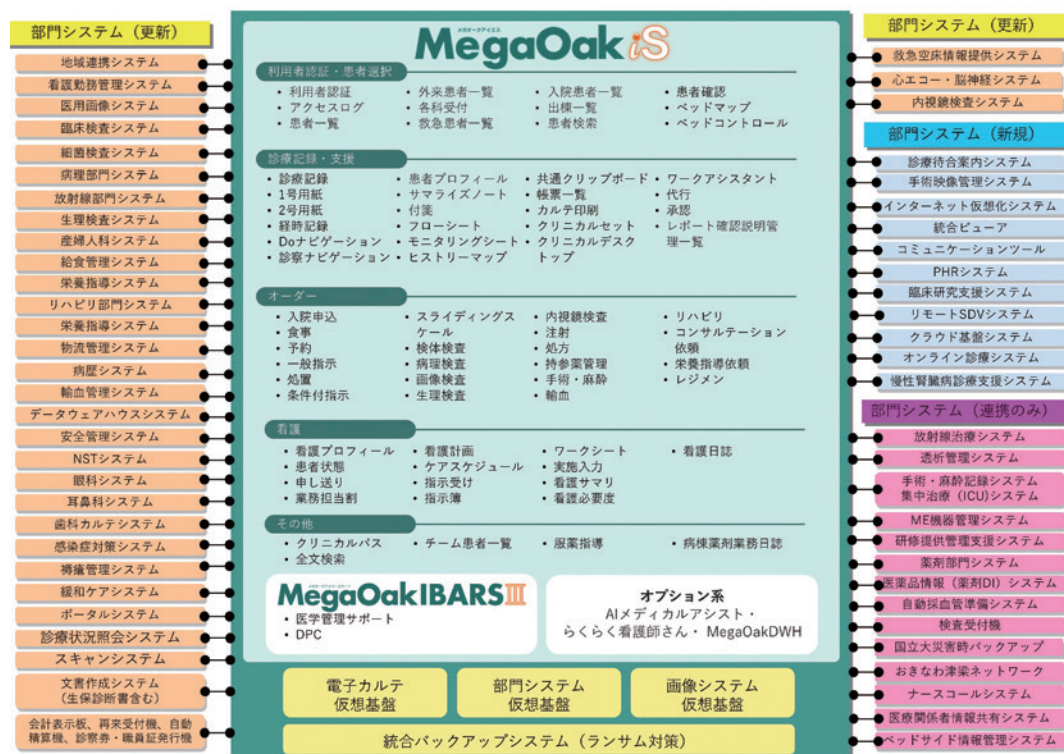 部門システム（更新）
地域連携システム
看護勤務管理システム
医用画像システム
臨床検査システム
細菌検査システム
病理部門システム
放射線部門システム
生理検査システム
産婦人科システム
給食管理システム
栄養指導システム
リハビリ部門システム
栄養指導システム
物流管理システム
病歴システム
輸血管理システム
データウェアハウスシステム
安全管理システム
NSTシステム
眼科システム
耳鼻科システム
歯科カルテシステム
感染症対策システム
褥瘡管理システム
緩和ケアシステム
ポータルシステム
診療状況照会システム
スキャンシステム
文書作成システム
（生保診断書含む）
会計表示板、再来受付機、自動
精算機、診察券・職員証発行機
メガオークアイエス
MegaOak iS
利用者認証・患者選択
• 利用者認証
• アクセスログ
• 患者一覧
• 外来患者一覧
• 各科受付
• 救急患者一覧
• 入院患者一覧
• 出棟一覧
• 患者検索
• 患者確認
• ベッドマップ
• ベッドコントロール
診療記録・支援
• 診療記録
• 1号用紙
• 2号用紙
• 経時記録
• Doナビゲーション
• 診察ナビゲーション
• 患者プロフィール
• サマライズノート
• 付箋
• フローシート
• モニタリングシート
• ヒストリーマップ
• 共通クリップボード
• 帳票一覧
• カルテ印刷
• クリニカルセット
• クリニカルデスク
トップ
• ワークアシスタント
• 代行
• 承認
• レポート確認説明管
理一覧
オーダー
• 入院申込
• 食事
• 予約
• 一般指示
• 処置
• 条件付指示
• スライディングス
ケール
• 検体検査
• 病理検査
• 画像検査
• 生理検査
• 内視鏡検査
• 注射
• 処方
• 持参薬管理
• 手術・麻酔
• 輸血
• リハビリ
• コンサルテーション
依頼
• 栄養指導依頼
• レジメン
看護
• 看護プロフィール
• 患者状態
• 申し送り
• 業務担当割
• 看護計画
• ケアスケジュール
• 指示受け
• 指示簿
• ワークシート
• 実施入力
• 看護サマリ
• 看護必要度
• 看護日誌
その他
• クリニカルパス
• 全文検索
• チーム患者一覧
• 服薬指導
• 病棟薬剤業務日誌
MegaOakIBARSIII
• 医学管理サポート
• DPC
オプション系
AIメディカルアシスト・
らくらく看護師さん・ MegaOakDWH
電子カルテ
仮想基盤
部門システム
仮想基盤
画像システム
仮想基盤
統合バックアップシステム（ランサム対策）
部門システム（更新）
救急空床情報提供システム
心エコー・脳神経システム
内視鏡検査システム
部門システム（新規）
診療待合案内システム
手術映像管理システム
インターネット仮想化システム
統合ビューア
コミュニケーションツール
PHRシステム
臨床研究支援システム
リモートSDVシステム
クラウド基盤システム
オンライン診療システム
慢性腎臓病診療支援システム
部門システム（連携のみ）
放射線治療システム
透析管理システム
手術・麻酔記録システム
集中治療（ICU)システム
ME機器管理システム
研修提供管理支援システム
薬剤部門システム
医薬品情報（薬剤DI）システム
自動採血管準備システム
検査受付機
国立大災害時バックアップ
おきなわ津梁ネットワーク
ナースコールシステム
医療関係者情報共有システム
ベッドサイド情報管理システム